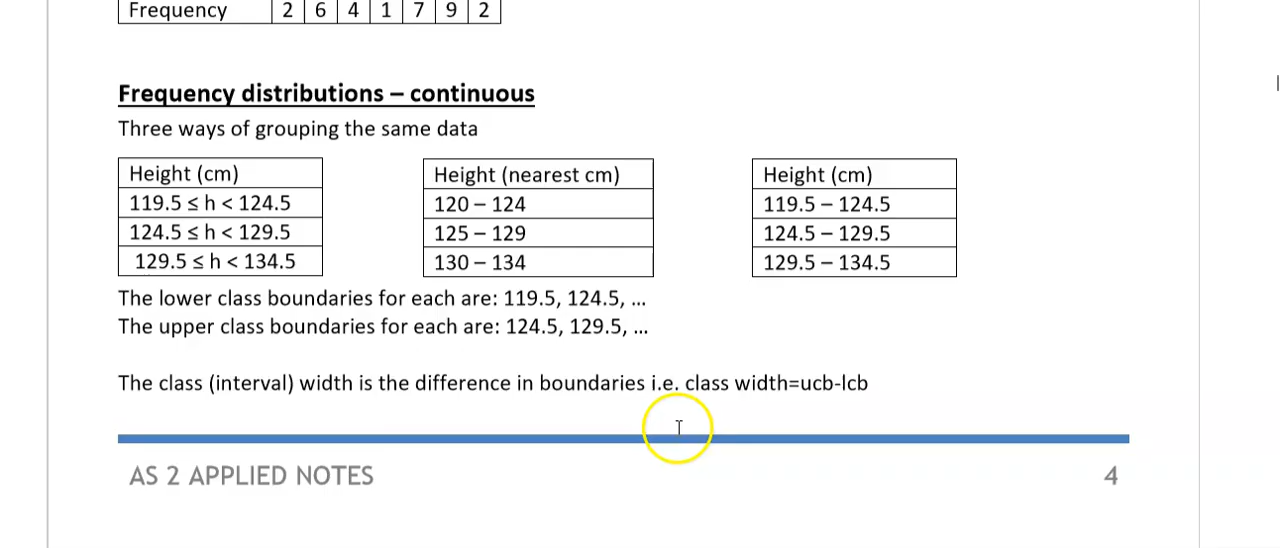 Frequency 2 6 4 1 7 9 2
Frequency distributions – continuous
Three ways of grouping the same data
Height (cm)
119.5 ≤ h < 124.5
124.5 ≤ h < 129.5
129.5 ≤ h < 134.5
Height (nearest cm)
120 – 124
125 – 129
130 – 134
Height (cm)
119.5 – 124.5
124.5 – 129.5
129.5 – 134.5
The lower class boundaries for each are: 119.5, 124.5, ...
The upper class boundaries for each are: 124.5, 129.5, ...
The class (interval) width is the difference in boundaries i.e. class width=ucb-lcb
AS 2 APPLIED NOTES 4